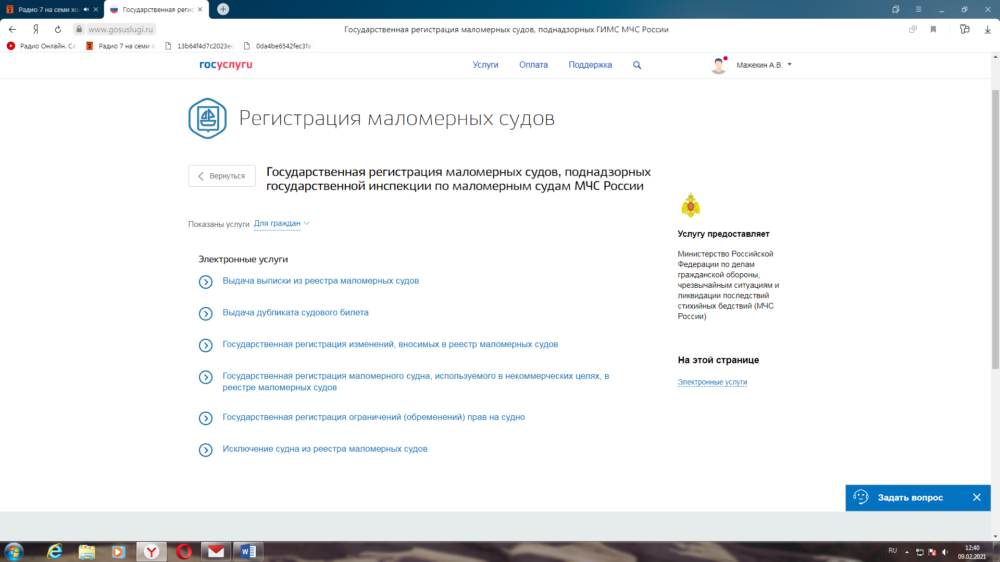 Радио 7 на семи хол
Государственная регис
www.gosuslugi.ru
Государственная регистрация маломерных судов, поднадзорных ГИМС МЧС России
Радио Онлайн. Сл
Радио 7 на семи х
13b64f4d7c2023ed
0da4be6542fec3fa
госуслуги
Услуги
Оплата
Поддержка
Мажекин А.В.
Регистрация маломерных судов
Вернуться
Государственная регистрация маломерных судов, поднадзорных
государственной инспекции по маломерным судам МЧС России
Показаны услуги Для граждан
Электронные услуги
Выдача выписки из реестра маломерных судов
Выдача дубликата судового билета
Государственная регистрация изменений, вносимых в реестр маломерных судов
Государственная регистрация маломерного судна, используемого в некоммерческих целях, в
реестре маломерных судов
Государственная регистрация ограничений (обременений) прав на судно
Исключение судна из реестра маломерных судов
Услугу предоставляет
Министерство Российской
Федерации по делам
гражданской обороны,
чрезвычайным ситуациям и
ликвидации последствий
стихийных бедствий (МЧС
России)
На этой странице
Электронные услуги
Задать вопрос
RU
12:40
09.02.2021